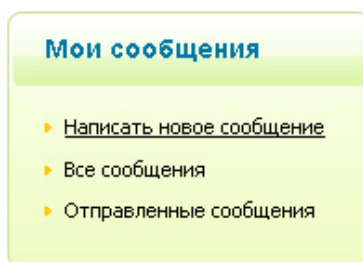 Мои сообщения
Написать новое сообщение
Все сообщения
Отправленные сообщения